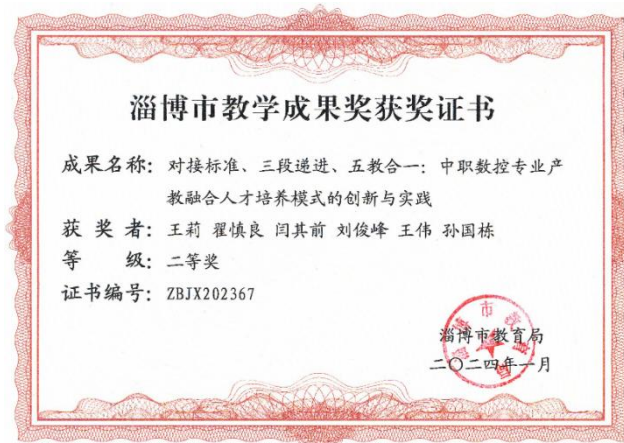 淄博市教学成果奖获奖证书
成果名称：对接标准、三段递进、五教合一：中职数控专业产
教融合人才培养模式的创新与实践
获奖者：王莉 翟慎良 闫其前 刘俊峰 王伟 孙国栋
等级：二等奖
证书编号：ZBJX202367
淄博市教育局
二〇二四年一月